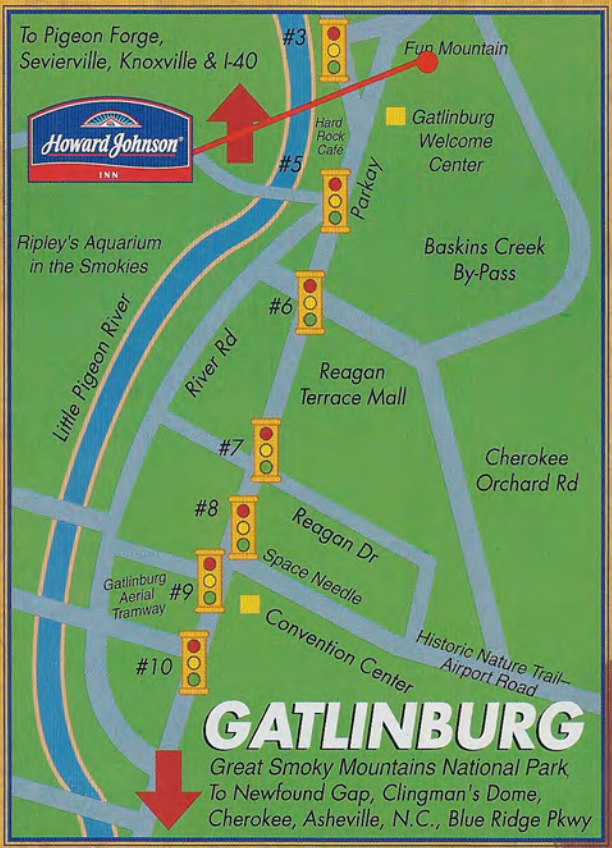 To Pigeon Forge,
Sevierville, Knoxville & I-40
#3
Fun Mountain
Howard Johnson®
INN
Hard
Rock
Café
Gatlinburg
Welcome
Center
#5
Parkay
Ripley's Aquarium
in the Smokies
Baskins Creek
By-Pass
#6
Little Pigeon River
River Rd
Reagan
Terrace Mall
#7
Cherokee
Orchard Rd
#8
Reagan Dr
Space Needle
Gatlinburg
Aerial
Tramway
#9
Convention Center
Historic Nature Trail–
Airport Road
#10
GATLINBURG
Great Smoky Mountains National Park,
To Newfound Gap, Clingman's Dome,
Cherokee, Asheville, N.C., Blue Ridge Pkwy